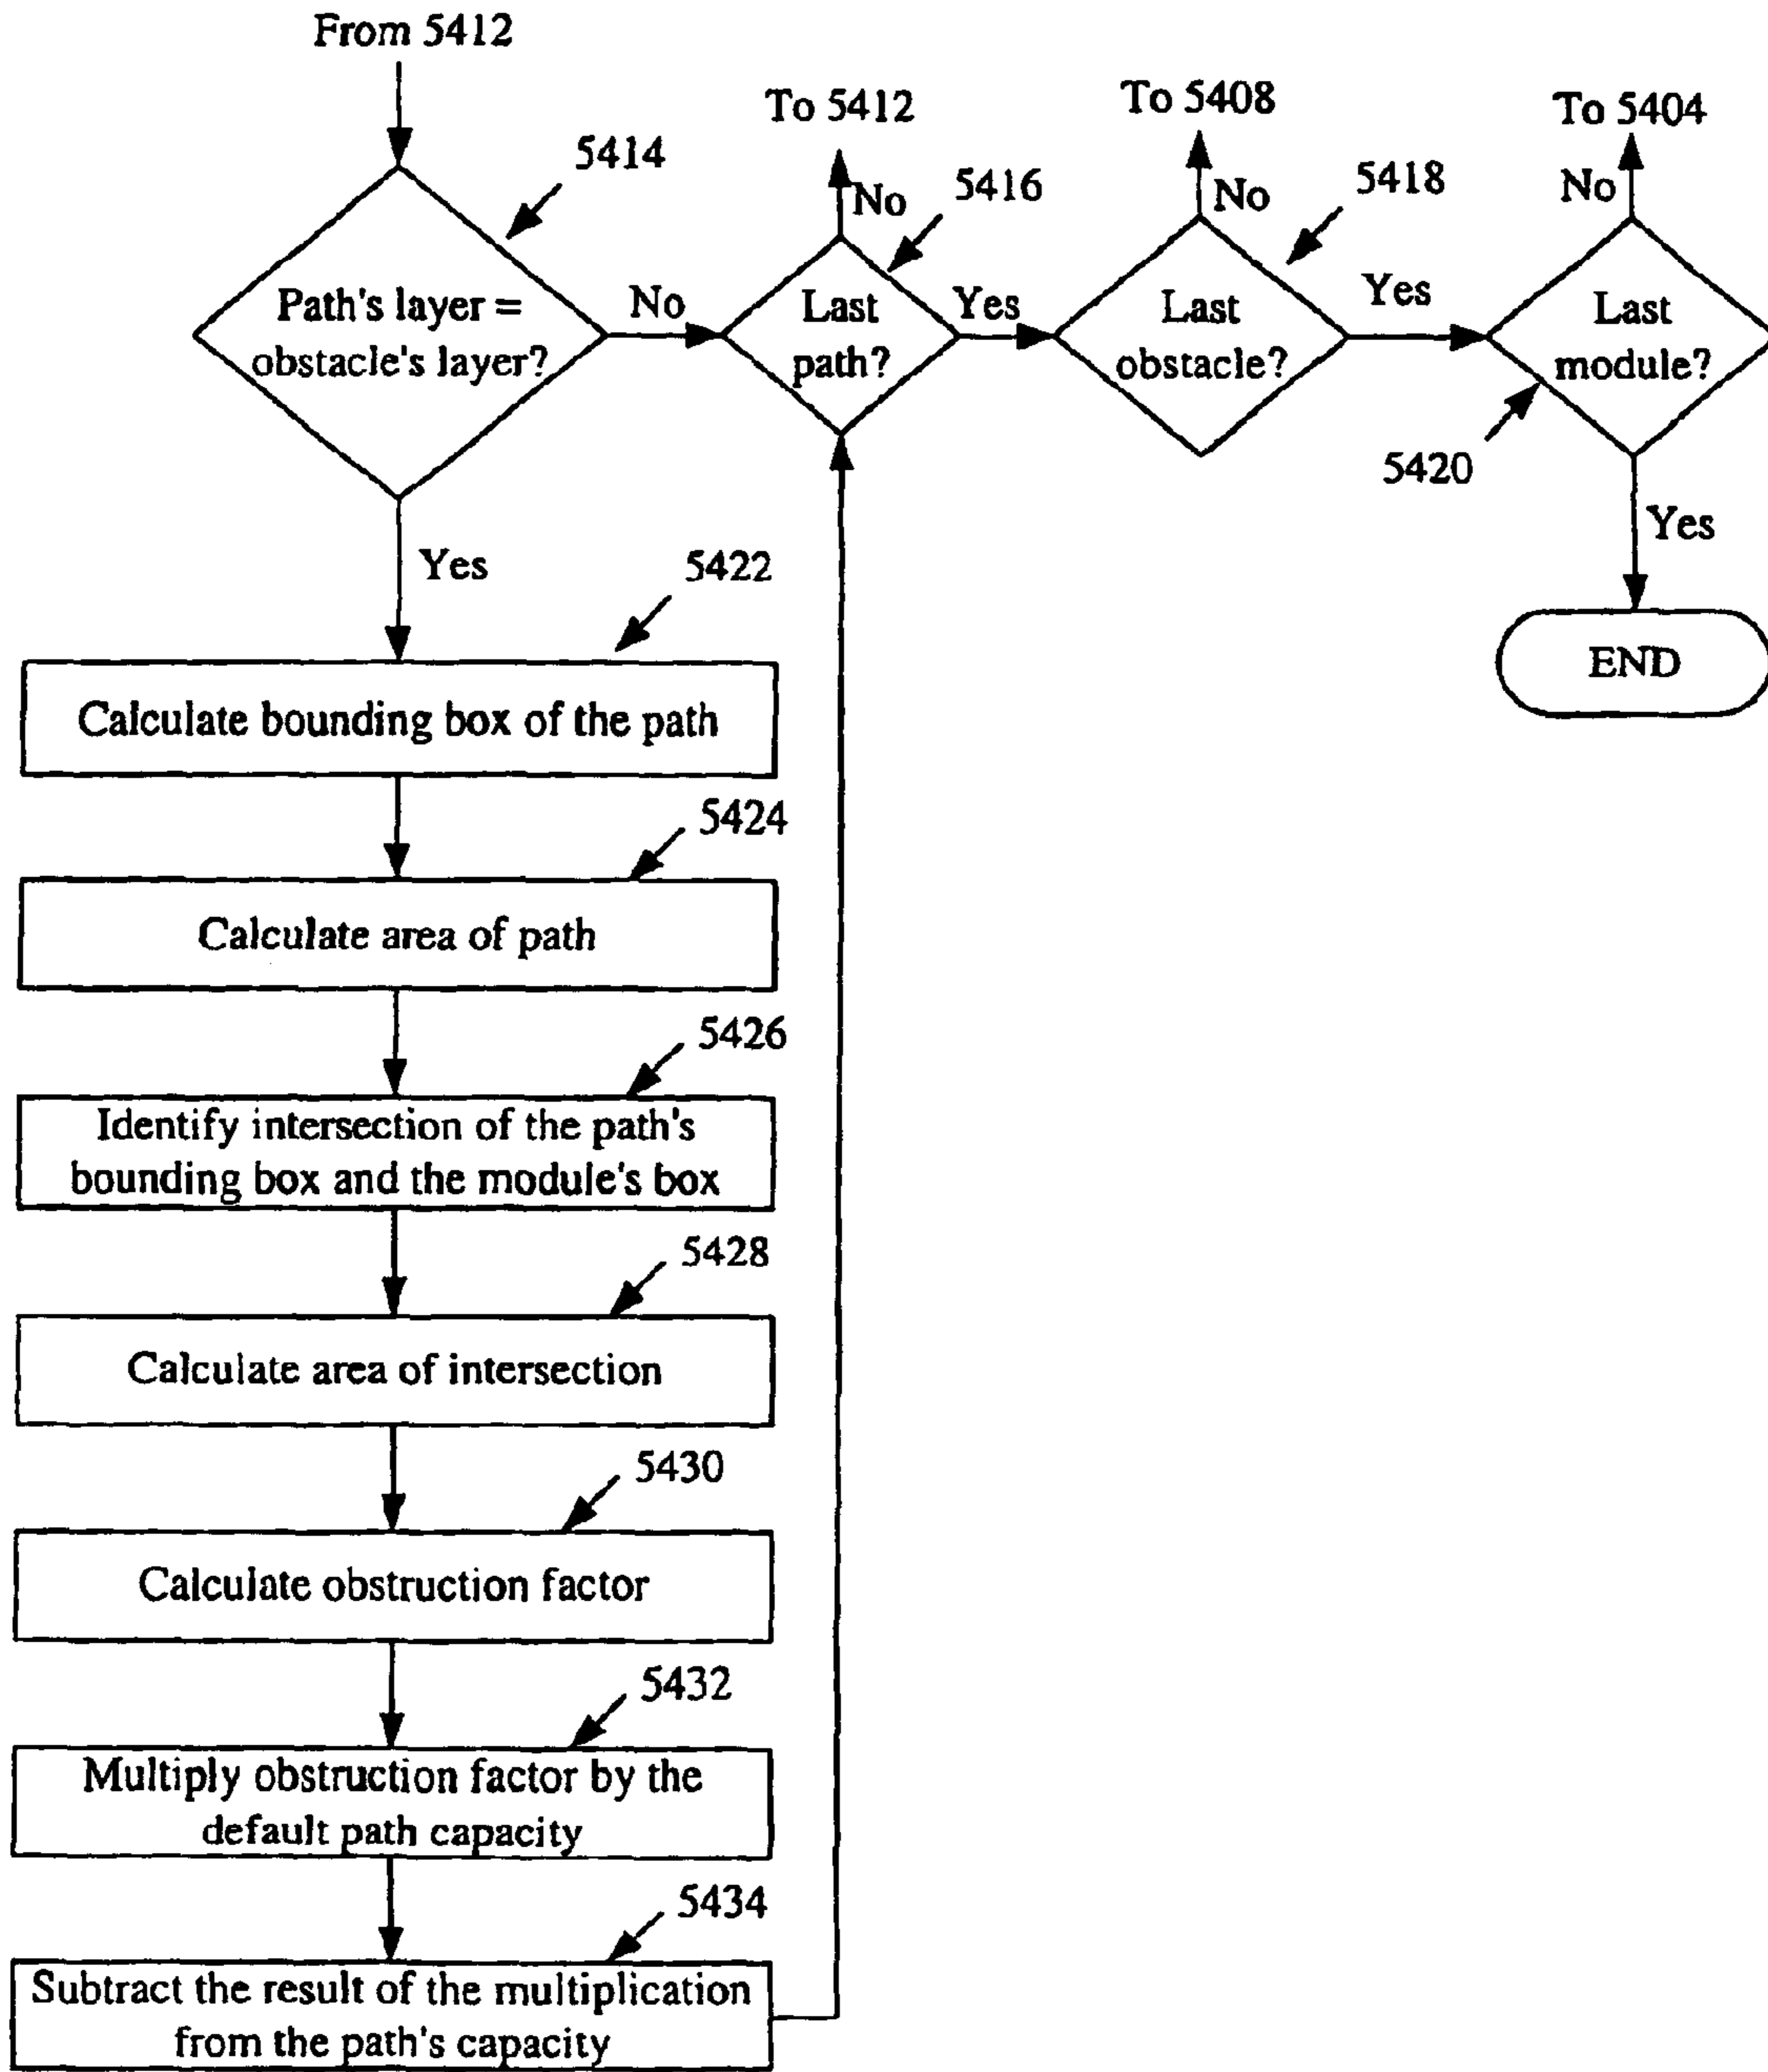 From 5412
To 5412
To 5408
To 5404
5414
5416
5418
No
No
No
Path's layer =
obstacle's layer?
No
Last
path?
Yes
Last
obstacle?
Yes
Last
module?
5420
Yes
Yes
END
5422
Calculate bounding box of the path
5424
Calculate area of path
5426
Identify intersection of the path's
bounding box and the module's box
5428
Calculate area of intersection
5430
Calculate obstruction factor
5432
Multiply obstruction factor by the
default path capacity
5434
Subtract the result of the multiplication
from the path's capacity